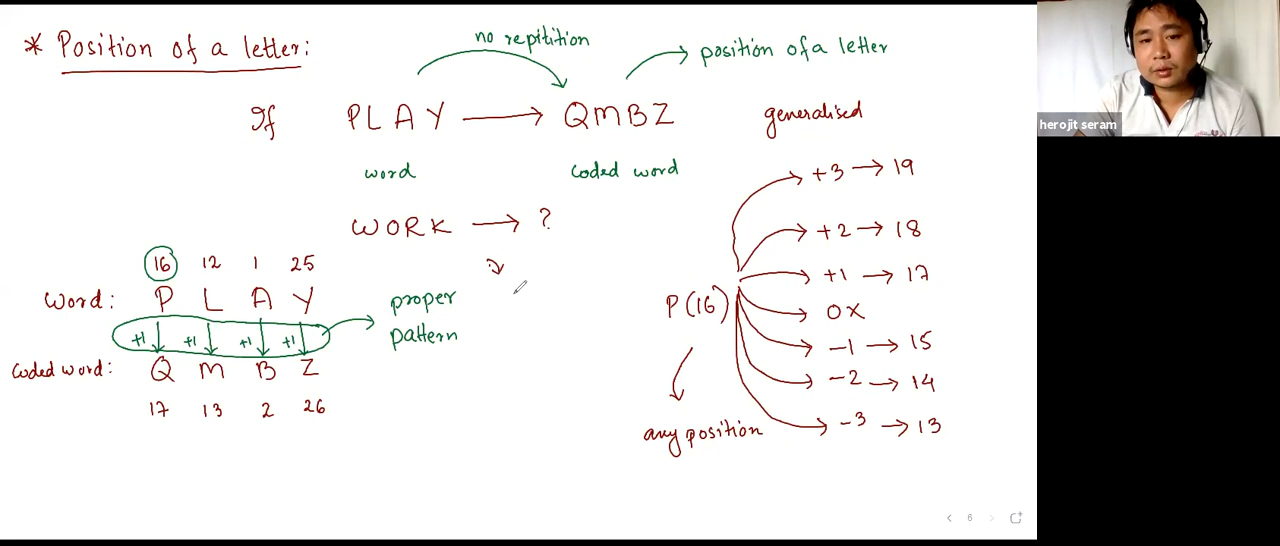 * Position of a letter:
no repitition
position of a letter
If PLAY → QMBZ
generalised
word
coded word
WORK → ?
16 12 1 25
Word: P L A Y
+1 +1 +1 +1
Coded word: Q M B Z
17 13 2 26
proper
pattern
P(16)
+3 → 19
+2 → 18
+1 → 17
0 x
-1 → 15
-2 → 14
-3 → 13
any position
herojit seram
6